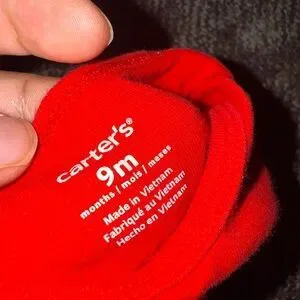 carter's®
9m
months / mois / meses
Made in Vietnam
Fabriqué au Vietnam
Hecho en Vietnam